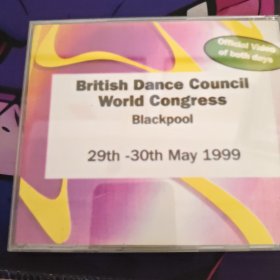 Official Video
of both days
British Dance Council
World Congress
Blackpool
29th -30th May 1999